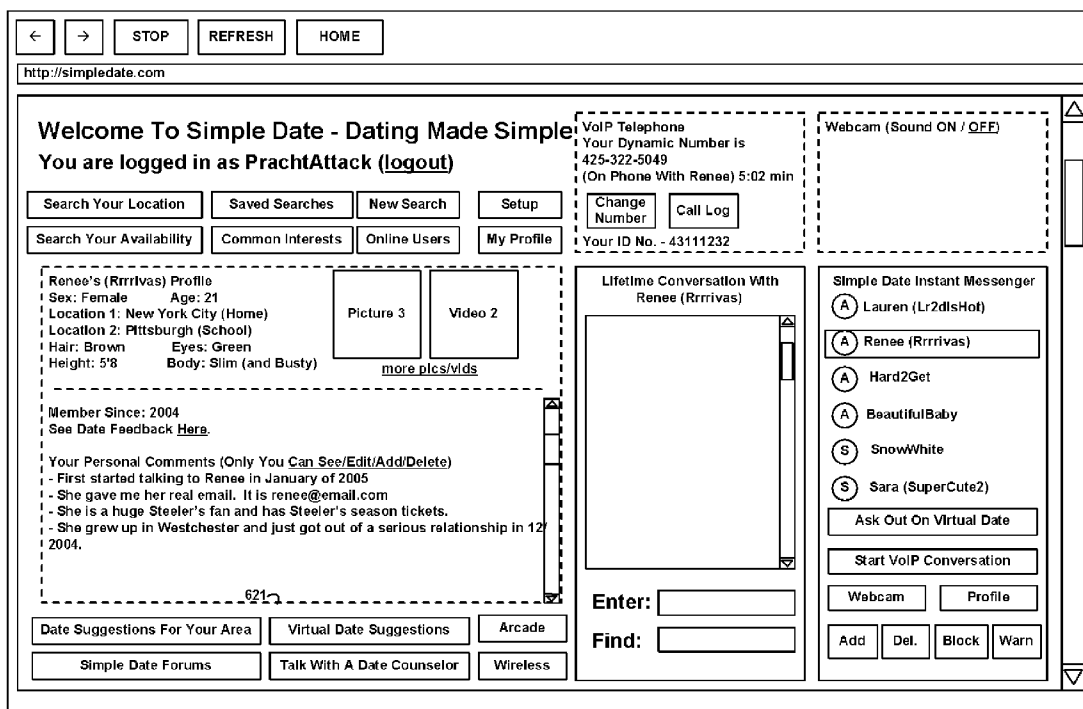 ← → STOP REFRESH HOME
http://simpledate.com
Welcome To Simple Date - Dating Made Simple
You are logged in as PrachtAttack (logout)
Search Your Location Saved Searches New Search Setup
Search Your Availability Common Interests Online Users My Profile
VoIP Telephone
Your Dynamic Number is
425-322-5049
(On Phone With Renee) 5:02 min
Change
Number
Call Log
Your ID No. - 43111232
Webcam (Sound ON / OFF)
Renee's (Rrrrivas) Profile
Sex: Female Age: 21
Location 1: New York City (Home)
Location 2: Pittsburgh (School)
Hair: Brown Eyes: Green
Height: 5'8 Body: Slim (and Busty)
Picture 3 Video 2
more pics/vids
Member Since: 2004
See Date Feedback Here.
Your Personal Comments (Only You Can See/Edit/Add/Delete)
- First started talking to Renee in January of 2005
- She gave me her real email. It is renee@email.com
- She is a huge Steeler's fan and has Steeler's season tickets.
- She grew up in Westchester and just got out of a serious relationship in 12/
2004.
621
Date Suggestions For Your Area Virtual Date Suggestions Arcade
Simple Date Forums Talk With A Date Counselor Wireless
Lifetime Conversation With
Renee (Rrrrivas)
Enter:
Find:
Simple Date Instant Messenger
A Lauren (Lr2dIsHot)
A Renee (Rrrrivas)
A Hard2Get
A BeautifulBaby
S SnowWhite
S Sara (SuperCute2)
Ask Out On Virtual Date
Start VoIP Conversation
Webcam Profile
Add Del. Block Warn